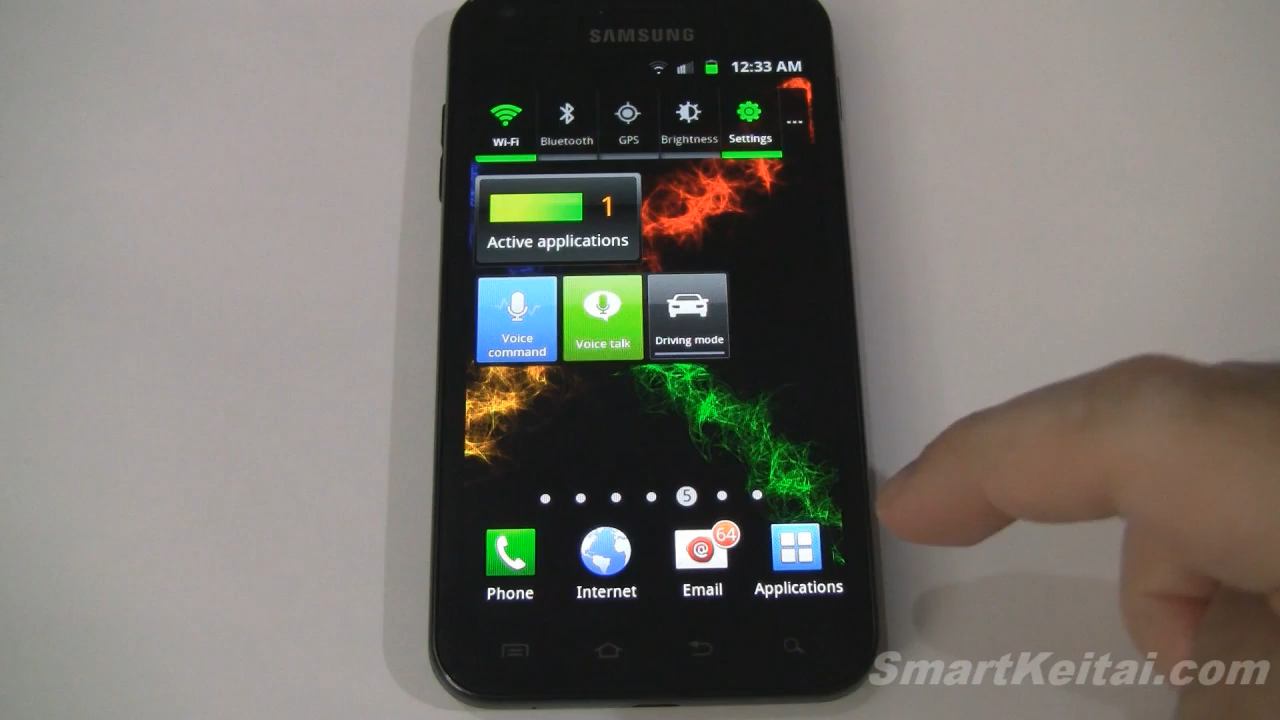 SAMSUNG
12:33 AM
Wi-Fi Bluetooth GPS Brightness Settings ...
1
Active applications
Voice command Voice talk Driving mode
5
@ 64
Phone Internet Email Applications
SmartKeitai.com